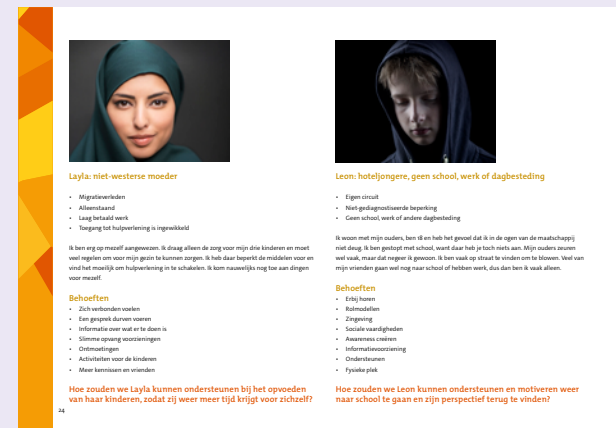 Layla: niet-westerse moeder
• Migratieverleden
• Alleenstaand
• Laag betaald werk
• Toegang tot hulpverlening is ingewikkeld
Ik ben erg op mezelf aangewezen. Ik draag alleen de zorg voor mijn drie kinderen en moet
veel regelen om voor mijn gezin te kunnen zorgen. Ik heb daar beperkt de middelen voor en
vind het moeilijk om hulpverlening in te schakelen. Ik kom nauwelijks nog toe aan dingen
voor mezelf.
Behoeften
• Zich verbonden voelen
• Een gesprek durven voeren
• Informatie over wat er te doen is
• Slimme opvang voorzieningen
• Ontmoetingen
• Activiteiten voor de kinderen
• Meer kennissen en vrienden
Hoe zouden we Layla kunnen ondersteunen bij het opvoeden
van haar kinderen, zodat zij weer meer tijd krijgt voor zichzelf?
24
Leon: hoteljongere, geen school, werk of dagbesteding
• Eigen circuit
• Niet-gediagnostiseerde beperking
• Geen school, werk of andere dagbesteding
Ik woon met mijn ouders, ben 18 en heb het gevoel dat ik in de ogen van de maatschappij
niet deug. Ik ben gestopt met school, want daar heb je toch niets aan. Mijn ouders zeuren
wel vaak, maar dat negeer ik gewoon. Ik ben vaak op straat te vinden om te blowen. Veel van
mijn vrienden gaan wel nog naar school of hebben werk, dus dan ben ik vaak alleen.
Behoeften
• Erbij horen
• Rolmodellen
• Zingeving
• Sociale vaardigheden
• Awareness creëren
• Informatievoorziening
• Ondersteunen
• Fysieke plek
Hoe zouden we Leon kunnen ondersteunen en motiveren weer
naar school te gaan en zijn perspectief terug te vinden?